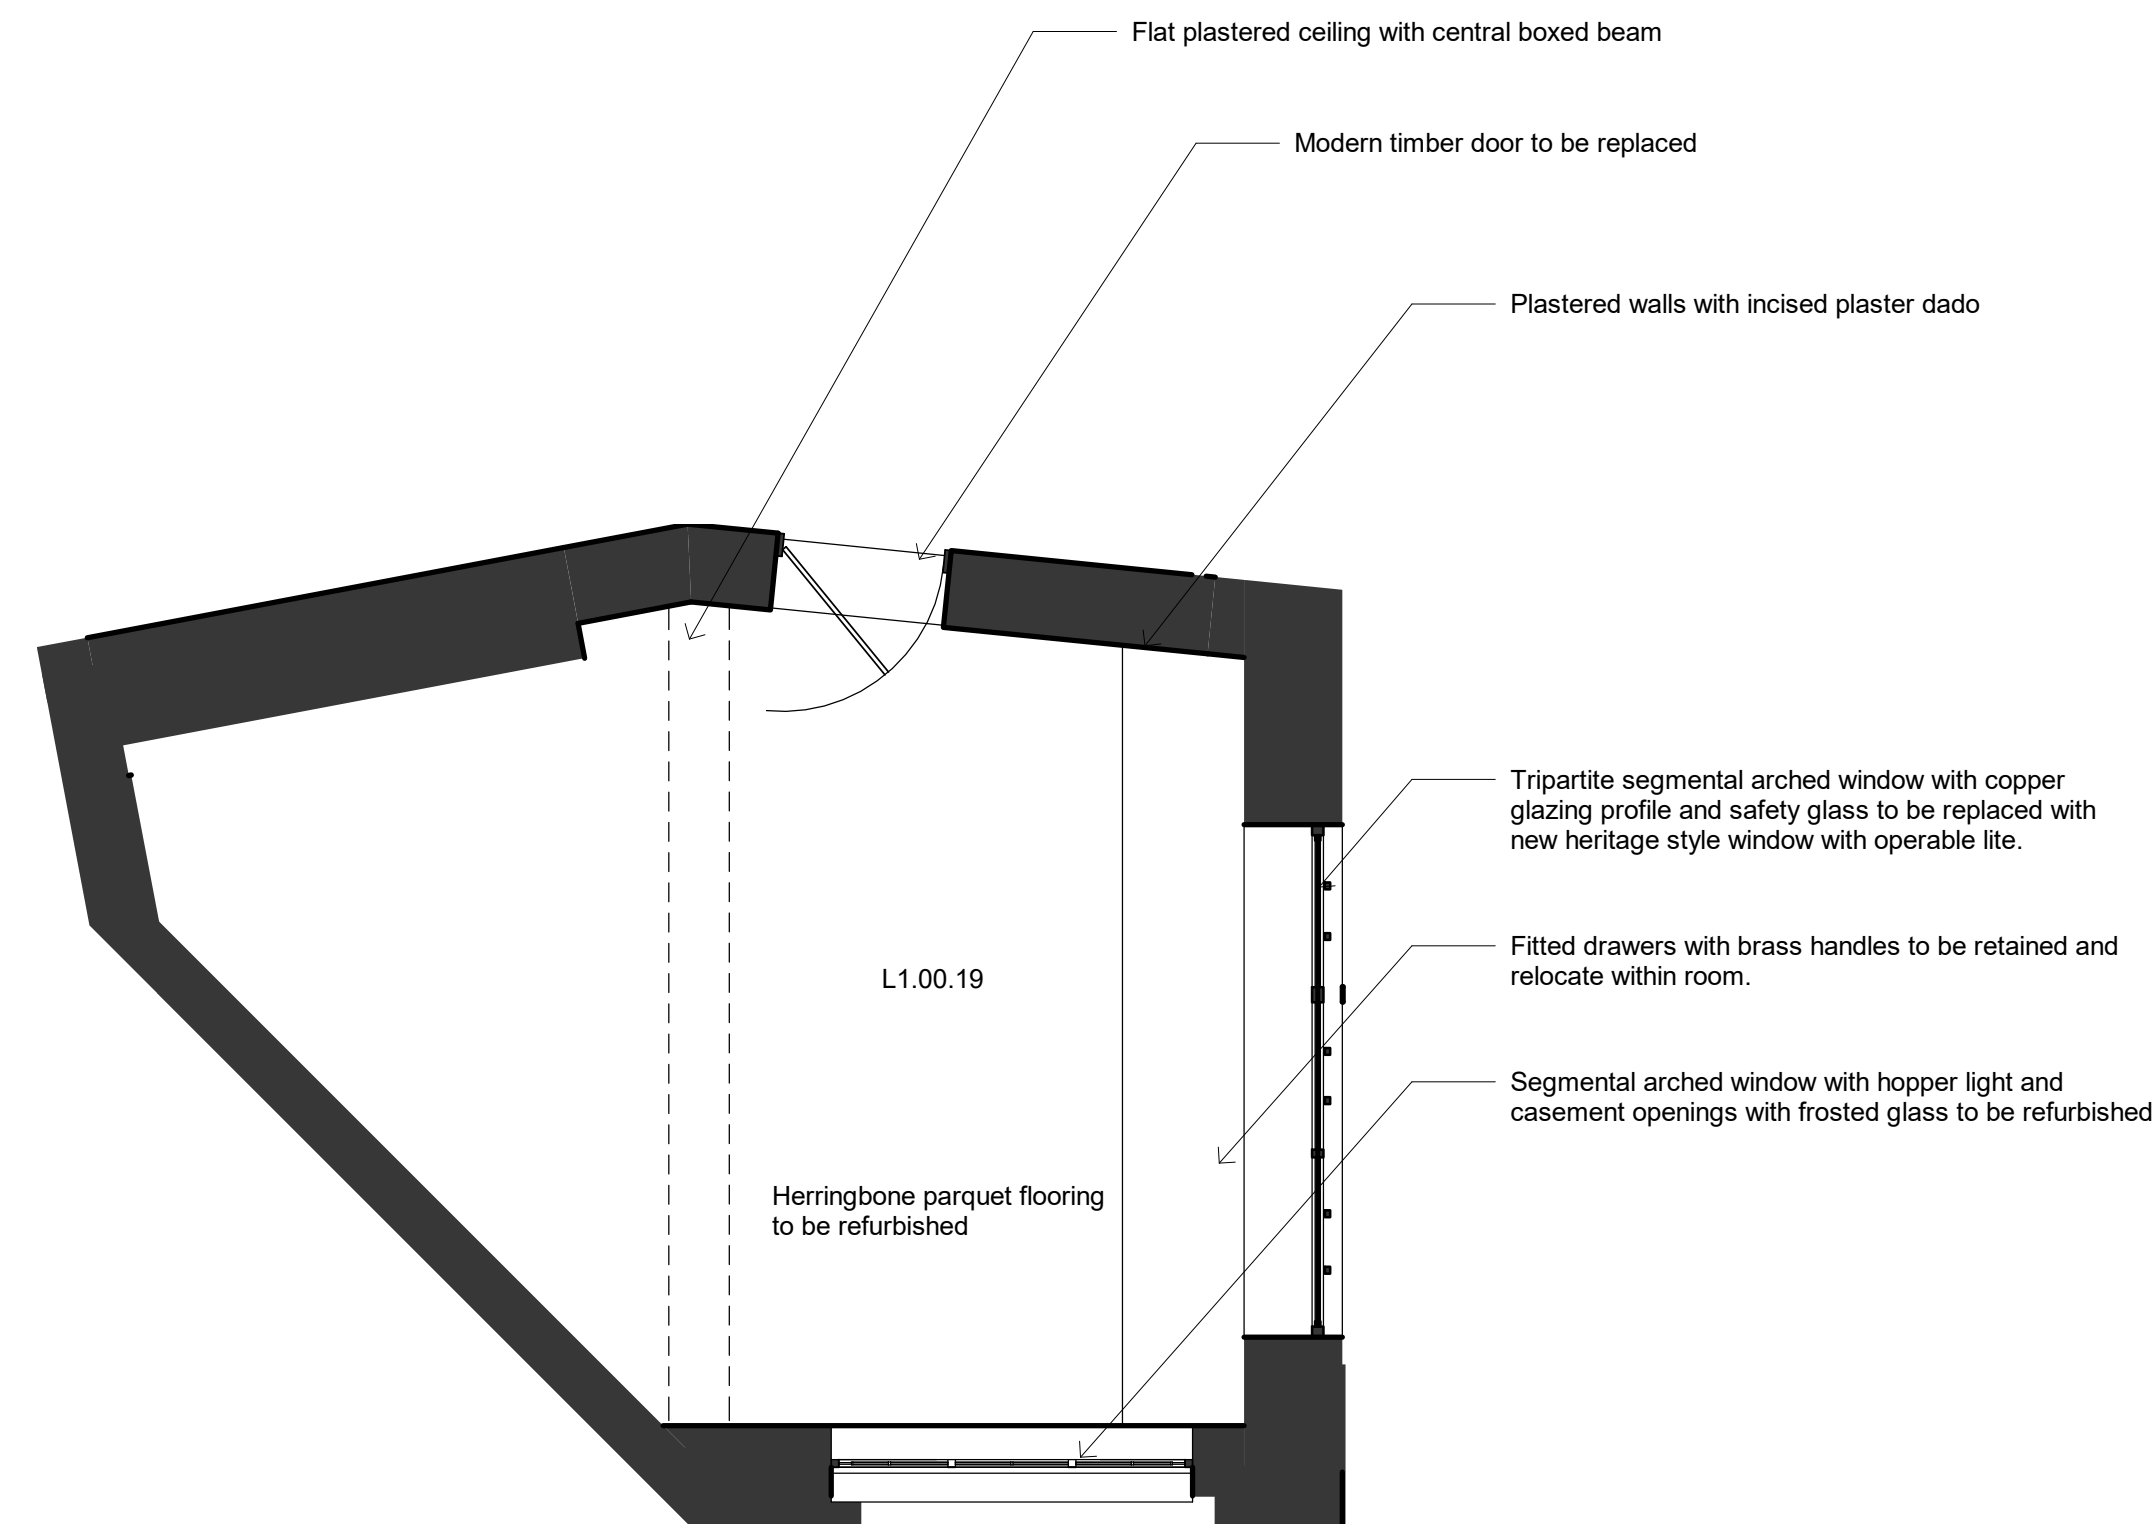 Flat plastered ceiling with central boxed beam
Modern timber door to be replaced
Plastered walls with incised plaster dado
Tripartite segmental arched window with copper
glazing profile and safety glass to be replaced with
new heritage style window with operable lite.
Fitted drawers with brass handles to be retained and
relocate within room.
L1.00.19
Segmental arched window with hopper light and
casement openings with frosted glass to be refurbished
Herringbone parquet flooring
to be refurbished